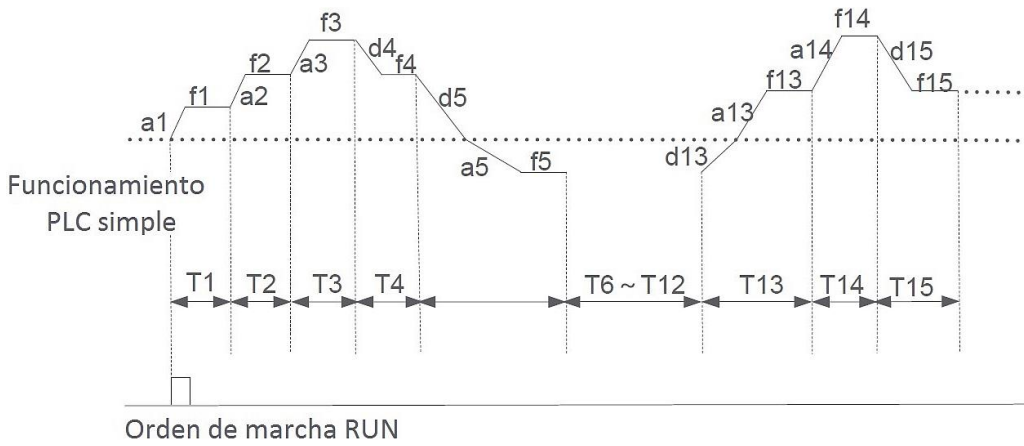 f3
f14
f2
a3
d4
f4
a14
d15
f1
a2
d5
f13
f15
a1
a13
a5
f5
d13
Funcionamiento
PLC simple
T1
T2
T3
T4
T6 ~ T12
T13
T14
T15
Orden de marcha RUN